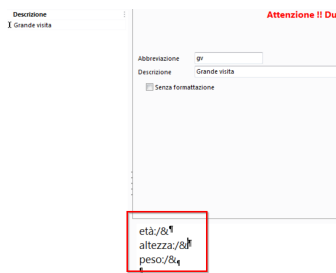 Descrizione
Attenzione !! Du
Grande visita
Abbreviazione gv
Descrizione Grande visita
Senza formattazione
età:/&¶
altezza:/&¶
peso:/&¶
¶